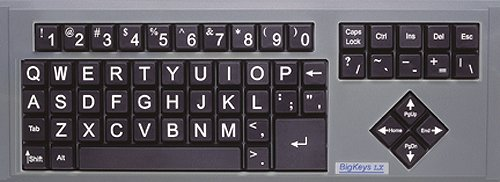 ! 1 @ 2 # 3 $ 4 % 5 ^ 6 & 7 * 8 ( 9 ) 0
Caps Lock Ctrl Ins Del Esc
Q W E R T Y U I O P ←
? / ~ ` _ - + = | \
A S D F G H J K L : ; " ,
PgUp
Tab Z X C V B N M < ,
←Home End→
Shift Alt > .
PgDn
BigKeys LX